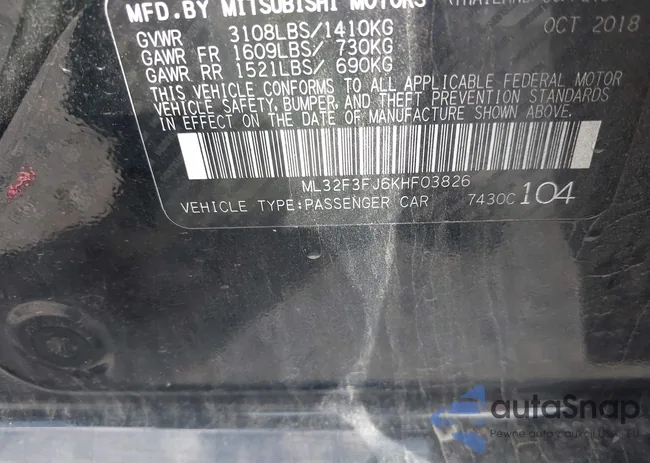 MFD.BY MITSUBISHI MOTORS
OCT 2018
GVWR 3108LBS/1410KG
GAWR FR 1609LBS/ 730KG
GAWR RR 1521LBS/ 690KG
THIS VEHICLE CONFORMS TO ALL APPLICABLE FEDERAL MOTOR
VEHICLE SAFETY, BUMPER, AND THEFT PREVENTION STANDARDS
IN EFFECT ON THE DATE OF MANUFACTURE SHOWN ABOVE.
ML32F3FJ6KHF03826
VEHICLE TYPE:PASSENGER CAR 7430C 104
autoSnap